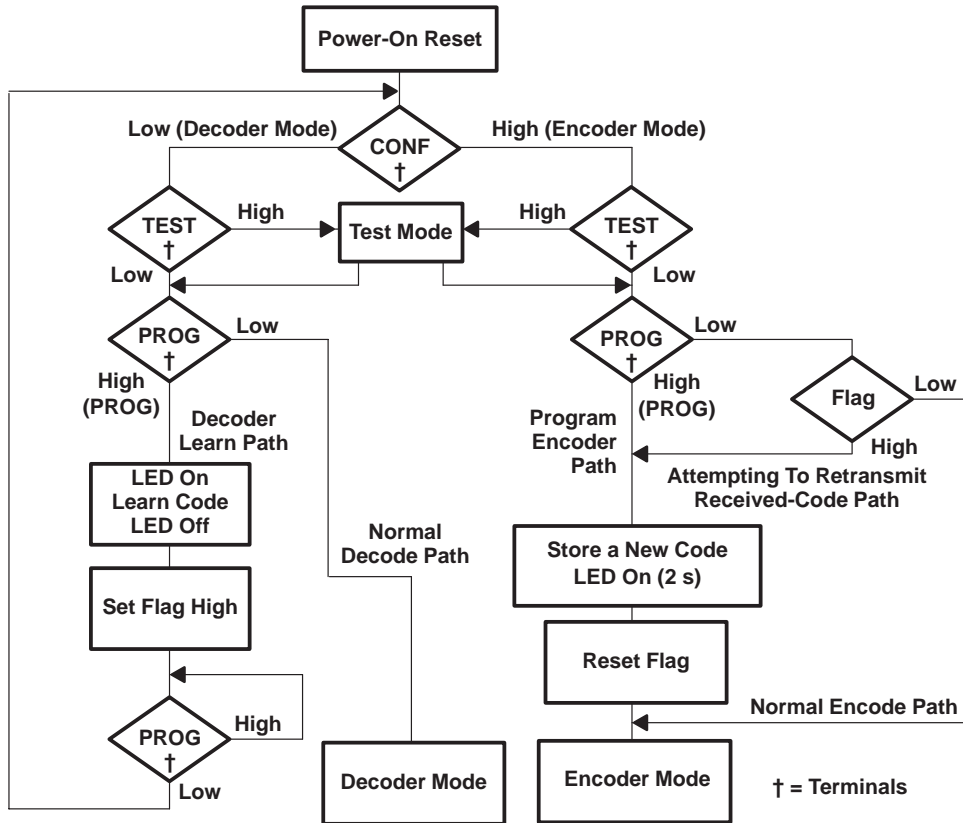 Power-On Reset
Low (Decoder Mode)
High (Encoder Mode)
CONF
†
TEST
†
High
Test Mode
High
TEST
†
Low
Low
PROG
†
Low
PROG
†
Low
High
(PROG)
High
(PROG)
Flag
Low
High
Decoder
Learn Path
Program
Encoder
Path
Attempting To Retransmit
Received-Code Path
LED On
Learn Code
LED Off
Normal
Decode Path
Store a New Code
LED On (2 s)
Set Flag High
Reset Flag
PROG
†
High
Low
Normal Encode Path
Decoder Mode
Encoder Mode
† = Terminals